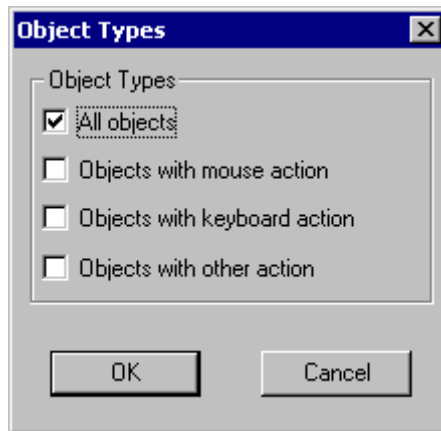 Object Types
Object Types
All objects
Objects with mouse action
Objects with keyboard action
Objects with other action
OK Cancel